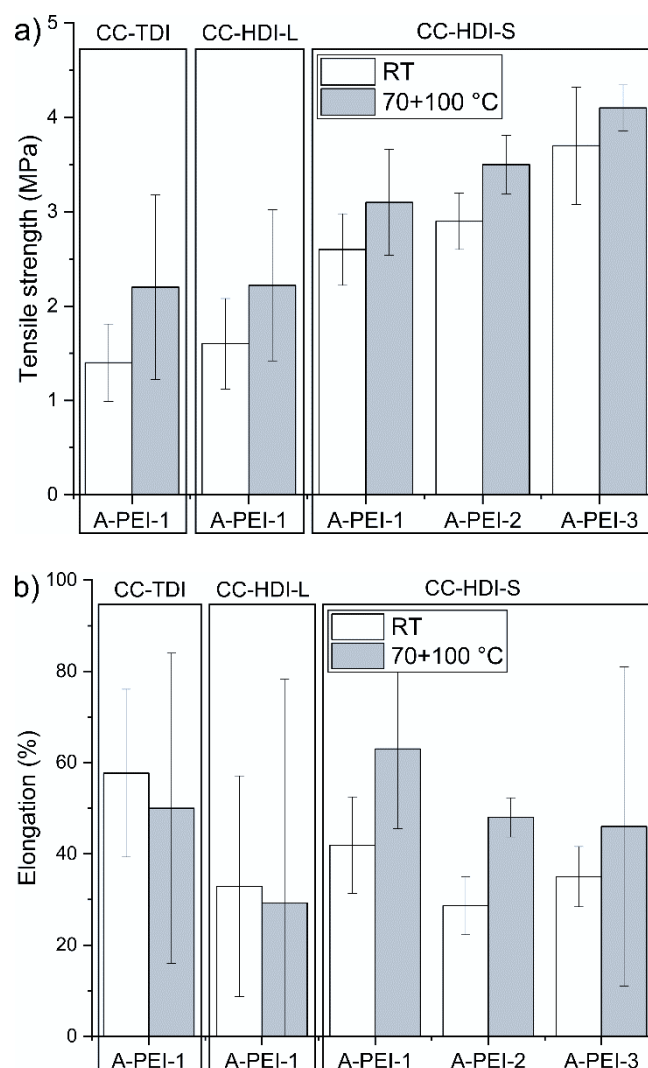 a)
CC-TDI
CC-HDI-L
CC-HDI-S
RT
70+100 °C
Tensile strength (MPa)
5
4
3
2
1
0
A-PEI-1
A-PEI-1
A-PEI-1
A-PEI-2
A-PEI-3
b)
CC-TDI
CC-HDI-L
CC-HDI-S
RT
70+100 °C
Elongation (%)
100
80
60
40
20
0
A-PEI-1
A-PEI-1
A-PEI-1
A-PEI-2
A-PEI-3